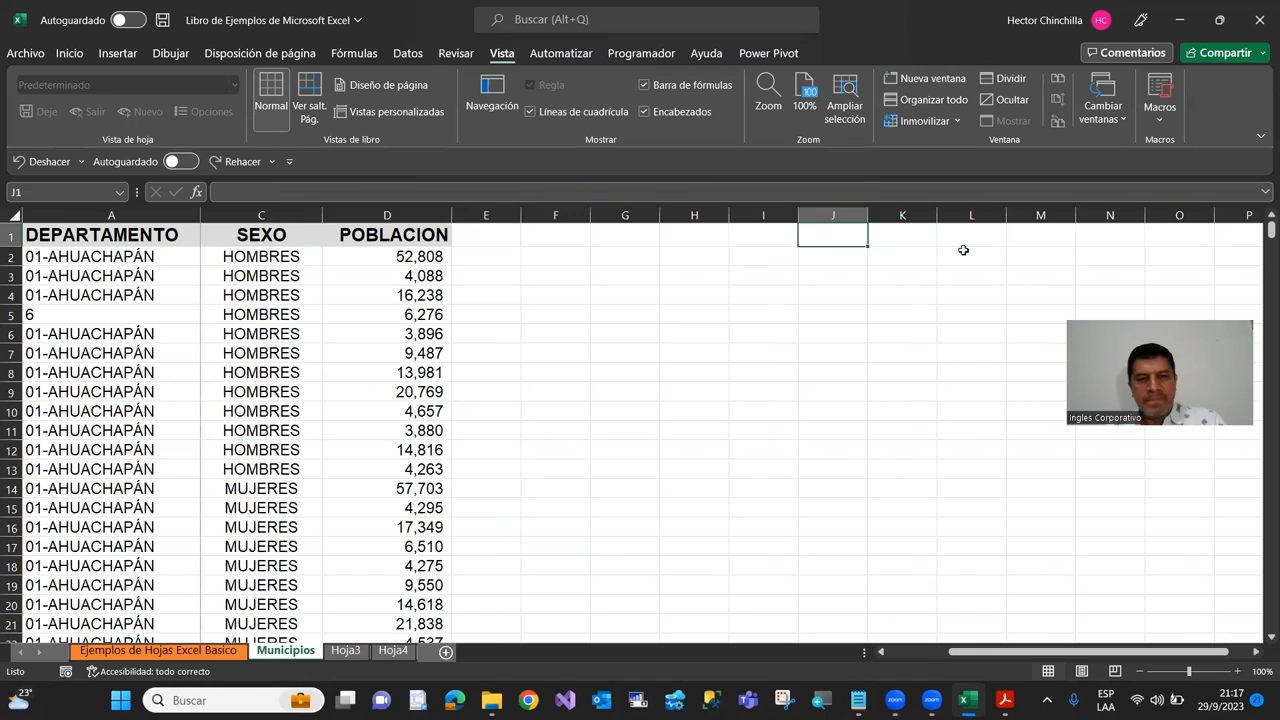 Autoguardado
Libro de Ejemplos de Microsoft Excel
Buscar (Alt+Q)
Hector Chinchilla
HC
Archivo Inicio Insertar Dibujar Disposición de página Fórmulas Datos Revisar Vista Automatizar Programador Ayuda Power Pivot
Comentarios
Compartir
Predeterminado
Deje Salir Nuevo Opciones
Vista de hoja
Normal
Ver salt. Pág.
Diseño de página
Vistas personalizadas
Vistas de libro
Navegación
Regla
Barra de fórmulas
Líneas de cuadrícula
Encabezados
Mostrar
Zoom
100
100%
Ampliar selección
Zoom
Nueva ventana
Organizar todo
Inmovilizar
Dividir
Ocultar
Mostrar
Cambiar ventanas
Ventana
Macros
Macros
Deshacer Autoguardado Rehacer
J1
fx
A C D E F G H I J K L M N O P
1 DEPARTAMENTO SEXO POBLACION
2 01-AHUACHAPÁN HOMBRES 52,808
3 01-AHUACHAPÁN HOMBRES 4,088
4 01-AHUACHAPÁN HOMBRES 16,238
5 6 HOMBRES 6,276
6 01-AHUACHAPÁN HOMBRES 3,896
7 01-AHUACHAPÁN HOMBRES 9,487
8 01-AHUACHAPÁN HOMBRES 13,981
9 01-AHUACHAPÁN HOMBRES 20,769
10 01-AHUACHAPÁN HOMBRES 4,657
11 01-AHUACHAPÁN HOMBRES 3,800
12 01-AHUACHAPÁN HOMBRES 14,816
13 01-AHUACHAPÁN HOMBRES 4,263
14 01-AHUACHAPÁN MUJERES 57,703
15 01-AHUACHAPÁN MUJERES 4,295
16 01-AHUACHAPÁN MUJERES 17,349
17 01-AHUACHAPÁN MUJERES 6,510
18 01-AHUACHAPÁN MUJERES 4,275
19 01-AHUACHAPÁN MUJERES 9,550
20 01-AHUACHAPÁN MUJERES 14,618
21 01-AHUACHAPÁN MUJERES 21,838
01-AHUACHAPÁN MUJERES 4,537
Ingles Corporativo
Ejemplos de Hojas Excel Basico Municipios Hoja3 Hoja4
Listo
Accesibilidad: todo correcto
100%
23°
Buscar
ESP
LAA
21:17
29/9/2023
21